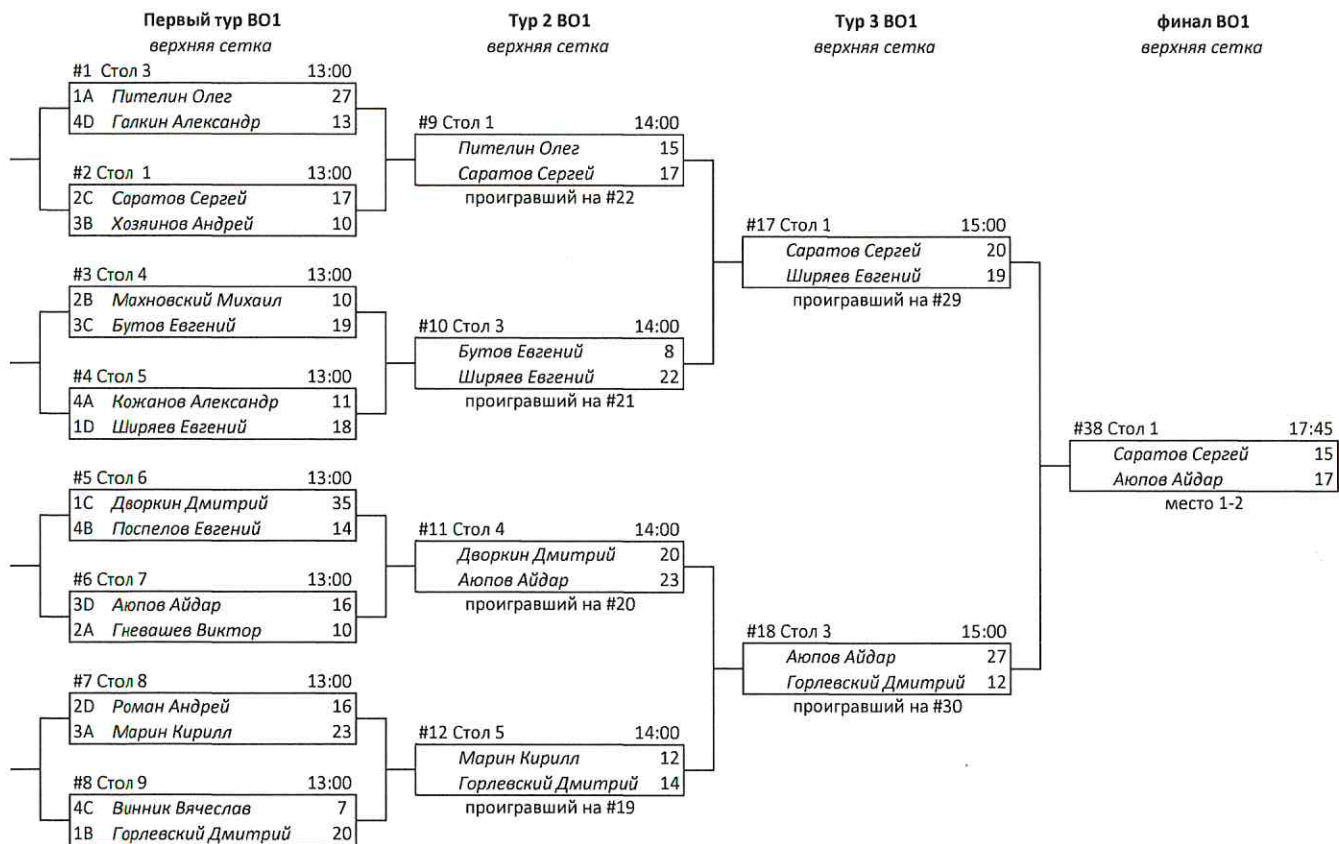 Первый тур BO1
верхняя сетка
#1 Стол 3 13:00
1A Пителин Олег 27
4D Галкин Александр 13
#2 Стол 1 13:00
2C Саратов Сергей 17
3B Хозяинов Андрей 10
#3 Стол 4 13:00
2B Махновский Михаил 10
3C Бутов Евгений 19
#4 Стол 5 13:00
4A Кожанов Александр 11
1D Ширяев Евгений 18
#5 Стол 6 13:00
1C Дворкин Дмитрий 35
4B Поспелов Евгений 14
#6 Стол 7 13:00
3D Аюпов Айдар 16
2A Гневашев Виктор 10
#7 Стол 8 13:00
2D Роман Андрей 16
3A Марин Кирилл 23
#8 Стол 9 13:00
4C Винник Вячеслав 7
1B Горлевский Дмитрий 20
Тур 2 BO1
верхняя сетка
#9 Стол 1 14:00
Пителин Олег 15
Саратов Сергей 17
проигравший на #22
#10 Стол 3 14:00
Бутов Евгений 8
Ширяев Евгений 22
проигравший на #21
#11 Стол 4 14:00
Дворкин Дмитрий 20
Аюпов Айдар 23
проигравший на #20
#12 Стол 5 14:00
Марин Кирилл 12
Горлевский Дмитрий 14
проигравший на #19
Тур 3 BO1
верхняя сетка
#17 Стол 1 15:00
Саратов Сергей 20
Ширяев Евгений 19
проигравший на #29
#18 Стол 3 15:00
Аюпов Айдар 27
Горлевский Дмитрий 12
проигравший на #30
финал BO1
верхняя сетка
#38 Стол 1 17:45
Саратов Сергей 15
Аюпов Айдар 17
место 1-2